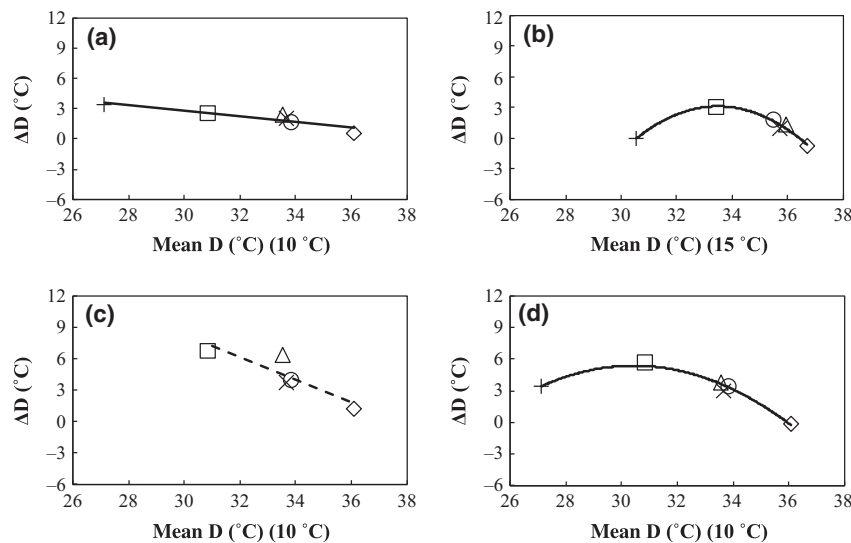 (a)
12
9
6
3
0
–3
–6
ΔD (˚C)
26 28 30 32 34 36 38
Mean D (˚C) (10 ˚C)
(b)
12
9
6
3
0
–3
–6
ΔD (˚C)
26 28 30 32 34 36 38
Mean D (˚C) (15 ˚C)
(c)
12
9
6
3
0
–3
–6
ΔD (˚C)
26 28 30 32 34 36 38
Mean D (˚C) (10 ˚C)
(d)
12
9
6
3
0
–3
–6
ΔD (˚C)
26 28 30 32 34 36 38
Mean D (˚C) (10 ˚C)